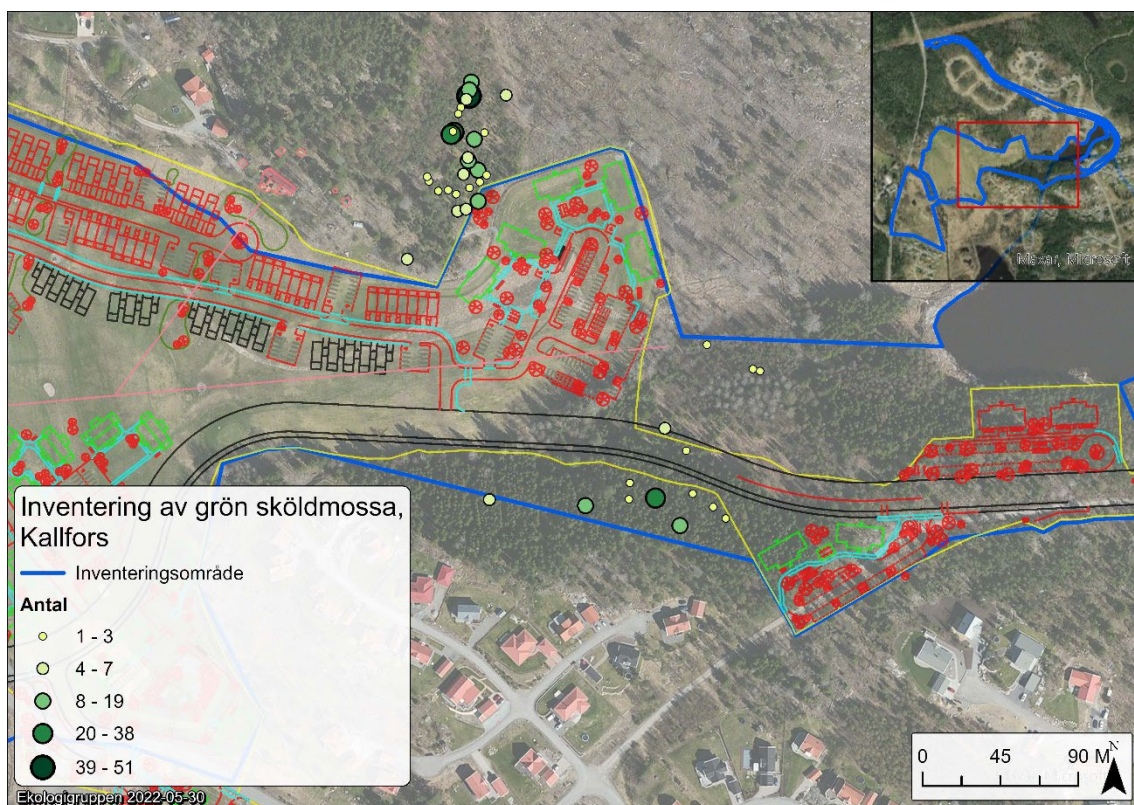 Maxar, Microsoft
Inventering av grön sköldmossa,
Kallfors
Inventeringsområde
Antal
1 - 3
4 - 7
8 - 19
20 - 38
39 - 51
Ekologigruppen 2022-05-30
0 45 90 M
N